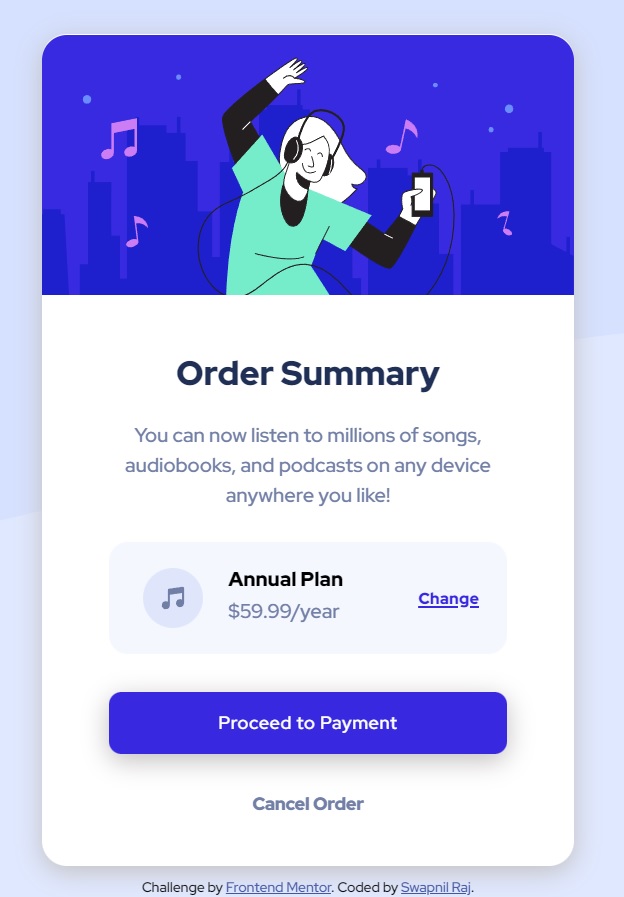 Order Summary
You can now listen to millions of songs,
audiobooks, and podcasts on any device
anywhere you like!
Annual Plan
$59.99/year
Change
Proceed to Payment
Cancel Order
Challenge by Frontend Mentor. Coded by Swapnil Raj.